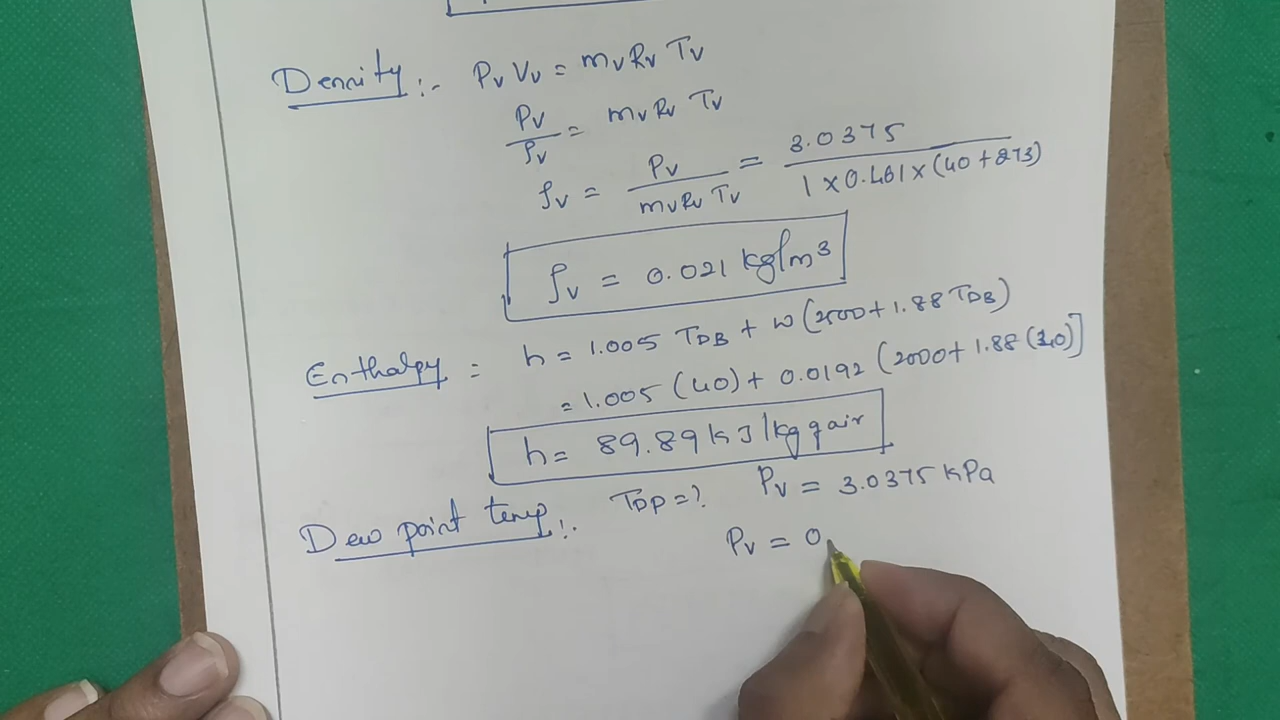 Density :- Pv Vv = mv Rv Tv
Pv/ρv = mv Rv Tv
ρv = Pv/(mv Rv Tv) = 3.0375/(1 × 0.461 × (40 + 273))
ρv = 0.021 kg/m³
Enthalpy : h = 1.005 TDB + w (2500 + 1.88 TDB)
= 1.005 (40) + 0.0192 (2500 + 1.88 (40)]
h = 89.89 kJ/kg of air
Dew point temp :. TDP = ? Pv = 3.0375 kPa
Pv = 0.